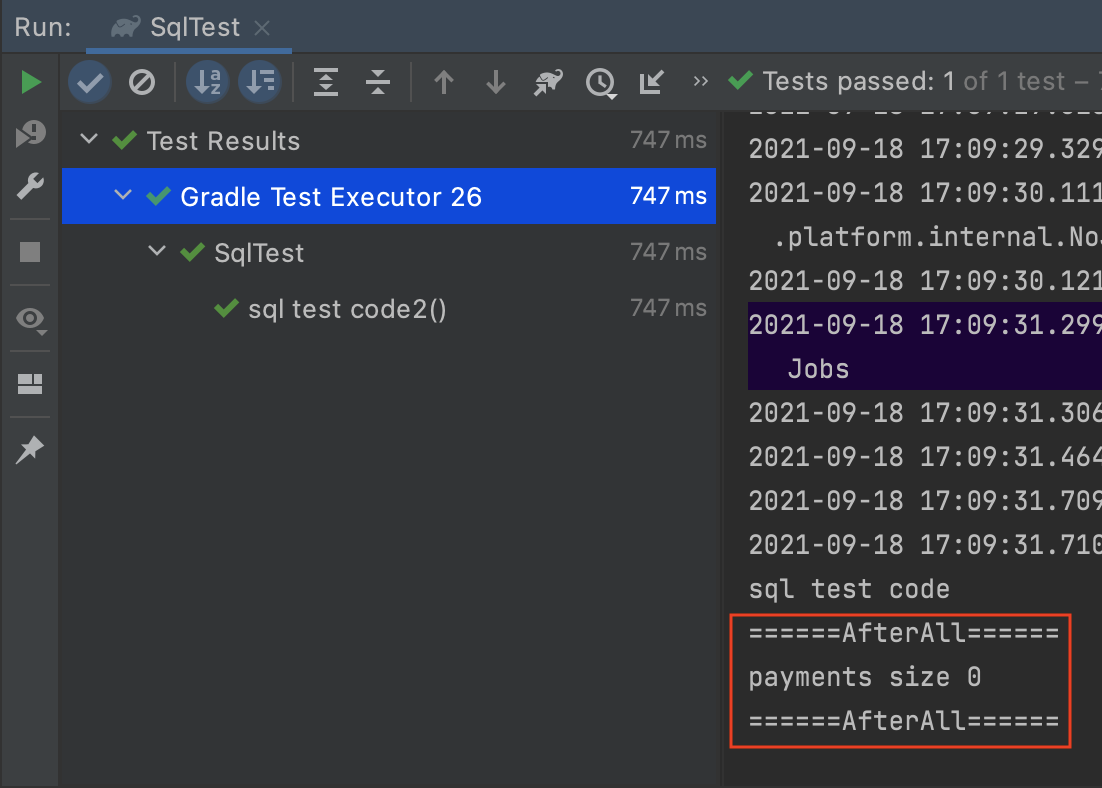 Run: SqlTest
Tests passed: 1 of 1 test –
Test Results 747 ms
Gradle Test Executor 26 747 ms
SqlTest 747 ms
sql test code2() 747 ms
2021-09-18 17:09:29.329
2021-09-18 17:09:30.111
.platform.internal.No
2021-09-18 17:09:30.121
2021-09-18 17:09:31.299
Jobs
2021-09-18 17:09:31.306
2021-09-18 17:09:31.464
2021-09-18 17:09:31.709
2021-09-18 17:09:31.710
sql test code
======AfterAll======
payments size 0
======AfterAll======